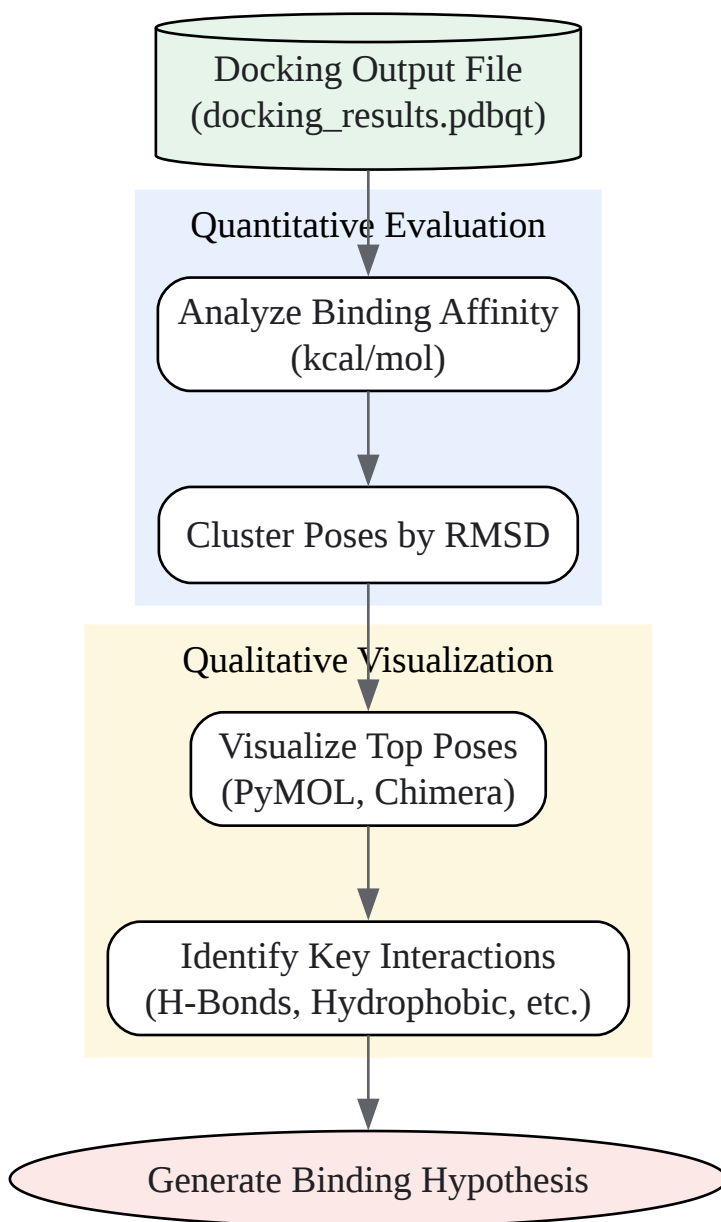 Docking Output File
(docking_results.pdbqt)
Quantitative Evaluation
Analyze Binding Affinity
(kcal/mol)
Cluster Poses by RMSD
Qualitative Visualization
Visualize Top Poses
(PyMOL, Chimera)
Identify Key Interactions
(H-Bonds, Hydrophobic, etc.)
Generate Binding Hypothesis